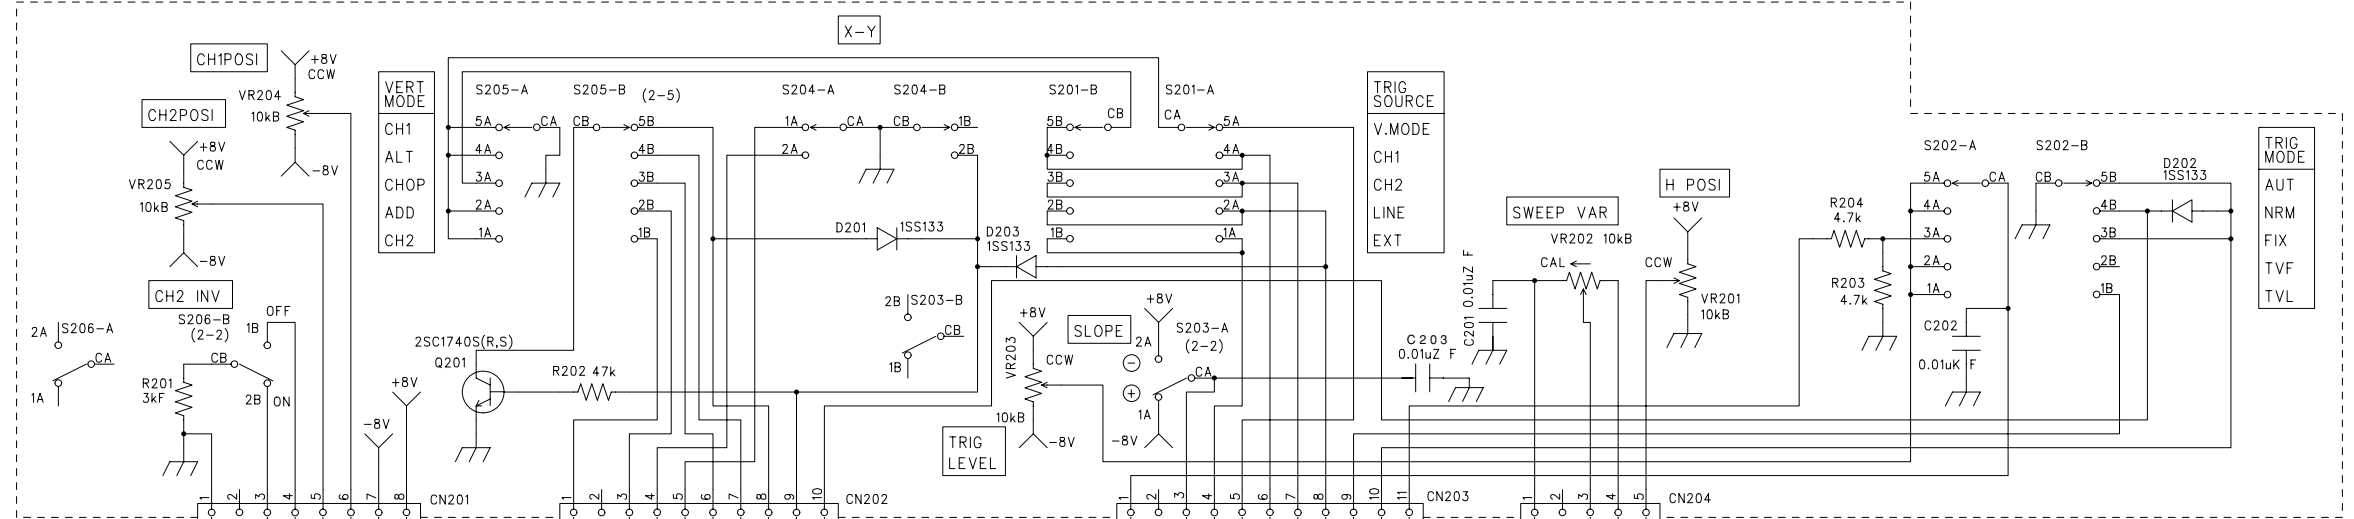 X-Y
CH1POSI
+8V
CCW
VR204
10kB
-8V
CH2POSI
+8V
CCW
VR205
10kB
-8V
CH2 INV
S206-B
(2-2)
OFF
1B
CB
2B
ON
2A
S206-A
CA
1A
R201
3kF
-8V
+8V
1
2
3
4
5
6
7
8
CN201
VERT
MODE
CH1
ALT
CHOP
ADD
CH2
S205-A
5A
CA
4A
3A
2A
1A
S205-B
(2-5)
CB
5B
4B
3B
2B
1B
2SC1740S(R,S)
Q201
R202 47k
S204-A
1A
CA
2A
S204-B
CB
1B
2B
D201
1SS133
D203
1SS133
2B
S203-B
CB
1B
1
2
3
4
5
6
7
8
9
10
CN202
S201-B
5B
CB
4B
3B
2B
1B
S201-A
CA
5A
4A
3A
2A
1A
TRIG
SOURCE
V.MODE
CH1
CH2
LINE
EXT
+8V
VR203
CCW
10kB
-8V
TRIG
LEVEL
SLOPE
+8V
S203-A
(2-2)
2A
−
CA
+
1A
-8V
C203
0.01uZ F
C201 0.01uZ F
SWEEP VAR
VR202 10kB
CAL
H POSI
+8V
CCW
VR201
10kB
1
2
3
4
5
6
7
8
9
10
11
CN203
1
2
3
4
5
CN204
R204
4.7k
R203
4.7k
S202-A
5A
CA
4A
3A
2A
1A
C202
0.01uK F
S202-B
CB
5B
4B
3B
2B
1B
D202
1SS133
TRIG
MODE
AUT
NRM
FIX
TVF
TVL